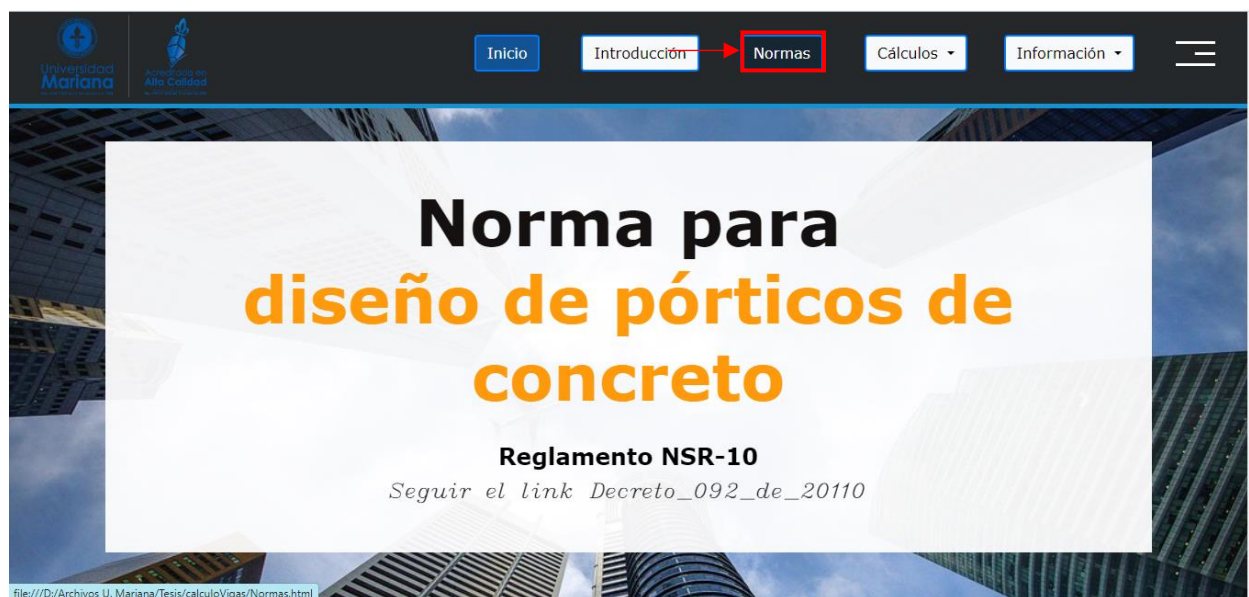 Universidad
Mariana
Acreditada en
Alta Calidad
Inicio
Introducción
Normas
Cálculos
Información
Norma para
diseño de pórticos de
concreto
Reglamento NSR-10
Seguir el link Decreto_092_de_20110
file:///D:/Archivos U. Mariana/Tesis/calculoVigas/Normas.html